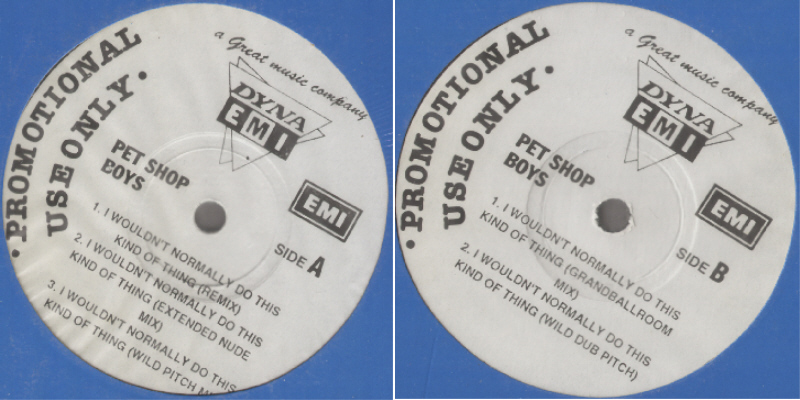 • PROMOTIONAL
USE ONLY. •
a Great music company
DYNA
EMI
PET SHOP
BOYS
EMI
SIDE A
1. I WOULDN'T NORMALLY DO THIS
KIND OF THING (REMIX)
2. I WOULDN'T NORMALLY DO THIS
KIND OF THING (EXTENDED NUDE
MIX)
3. I WOULDN'T NORMALLY DO THIS
KIND OF THING (WILD PITCH
• PROMOTIONAL
USE ONLY. •
a Great music company
DYNA
EMI
PET SHOP
BOYS
EMI
SIDE B
1. I WOULDN'T NORMALLY DO THIS
KIND OF THING (GRANDBALLROOM
MIX)
2. I WOULDN'T NORMALLY DO THIS
KIND OF THING (WILD DUB PITCH)